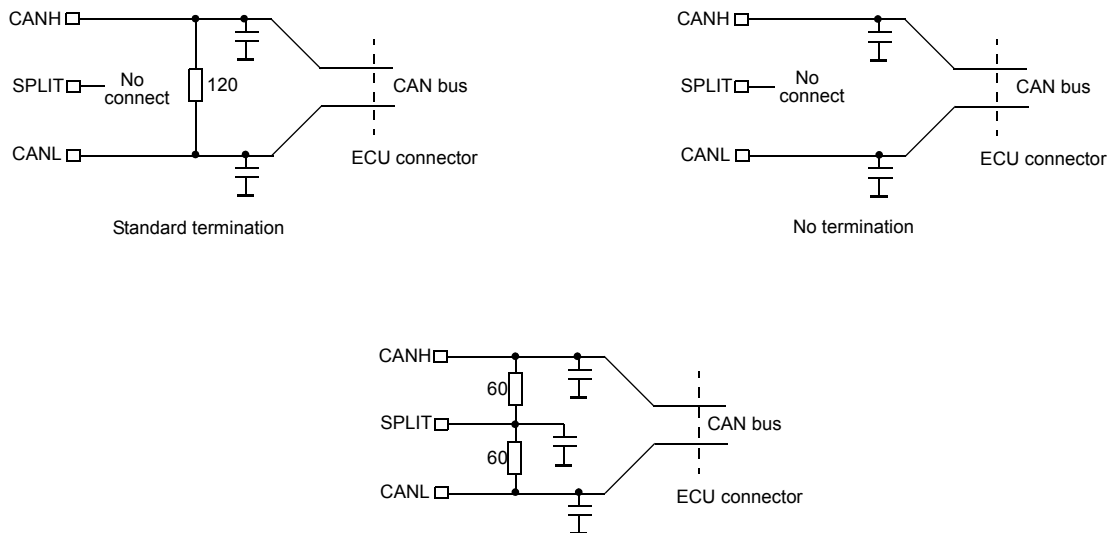 CANH
SPLIT
No
connect
120
CAN bus
CANL
ECU connector
Standard termination
CANH
SPLIT
No
connect
CAN bus
CANL
ECU connector
No termination
CANH
60
SPLIT
CAN bus
60
CANL
ECU connector